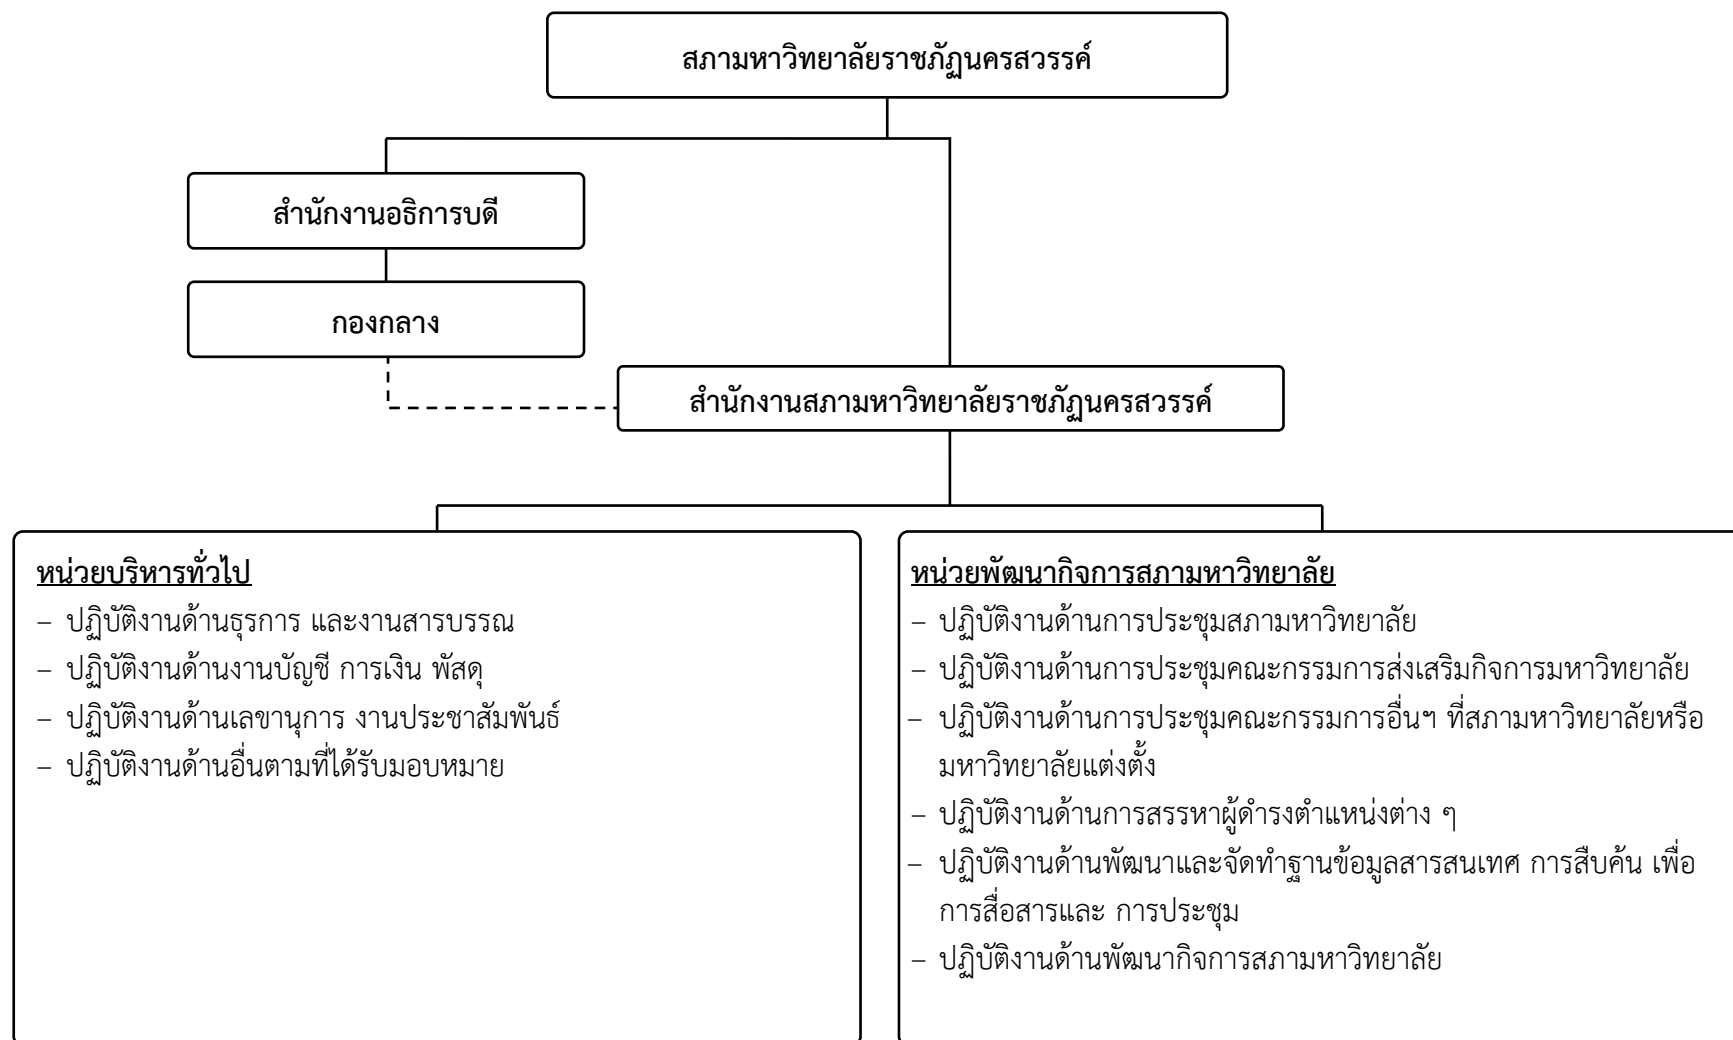 สภามหาวิทยาลัยราชภัฏนครสวรรค์
สำนักงานอธิการบดี
กองกลาง
สำนักงานสภามหาวิทยาลัยราชภัฏนครสวรรค์
หน่วยบริหารทั่วไป
– ปฏิบัติงานด้านธุรการ และงานสารบรรณ
– ปฏิบัติงานด้านงานบัญชี การเงิน พัสดุ
– ปฏิบัติงานด้านเลขานุการ งานประชาสัมพันธ์
– ปฏิบัติงานด้านอื่นตามที่ได้รับมอบหมาย
หน่วยพัฒนากิจการสภามหาวิทยาลัย
– ปฏิบัติงานด้านการประชุมสภามหาวิทยาลัย
– ปฏิบัติงานด้านการประชุมคณะกรรมการส่งเสริมกิจการมหาวิทยาลัย
– ปฏิบัติงานด้านการประชุมคณะกรรมการอื่นๆ ที่สภามหาวิทยาลัยหรือ
มหาวิทยาลัยแต่งตั้ง
– ปฏิบัติงานด้านการสรรหาผู้ดำรงตำแหน่งต่าง ๆ
– ปฏิบัติงานด้านพัฒนาและจัดทำฐานข้อมูลสารสนเทศ การสืบค้น เพื่อ
การสื่อสารและ การประชุม
– ปฏิบัติงานด้านพัฒนากิจการสภามหาวิทยาลัย